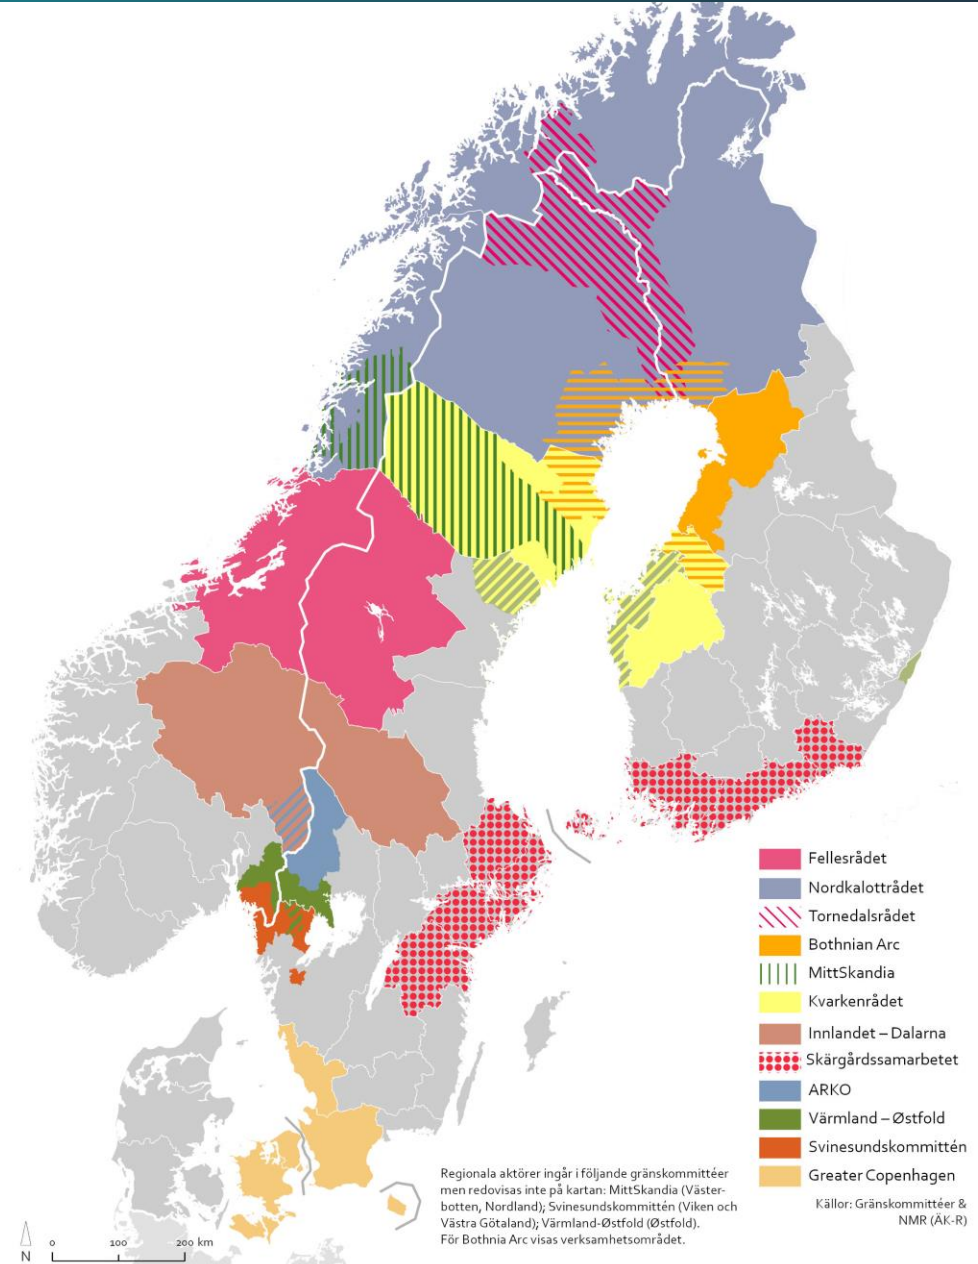 Fellesrådet
Nordkalottrådet
Tornedalsrådet
Bothnian Arc
MittSkandia
Kvarkenrådet
Innlandet – Dalarna
Skärgårdssamarbetet
ARKO
Värmland – Østfold
Svinesundskommittén
Greater Copenhagen
Källor: Gränskommittéer &
NMR (ÄK-R)
Regionala aktörer ingår i följande gränskommittéer
men redovisas inte på kartan: MittSkandia (Väster-
botten, Nordland); Svinesundskommittén (Viken och
Västra Götaland); Värmland-Østfold (Østfold).
För Bothnia Arc visas verksamhetsområdet.
N
0 100 200 km